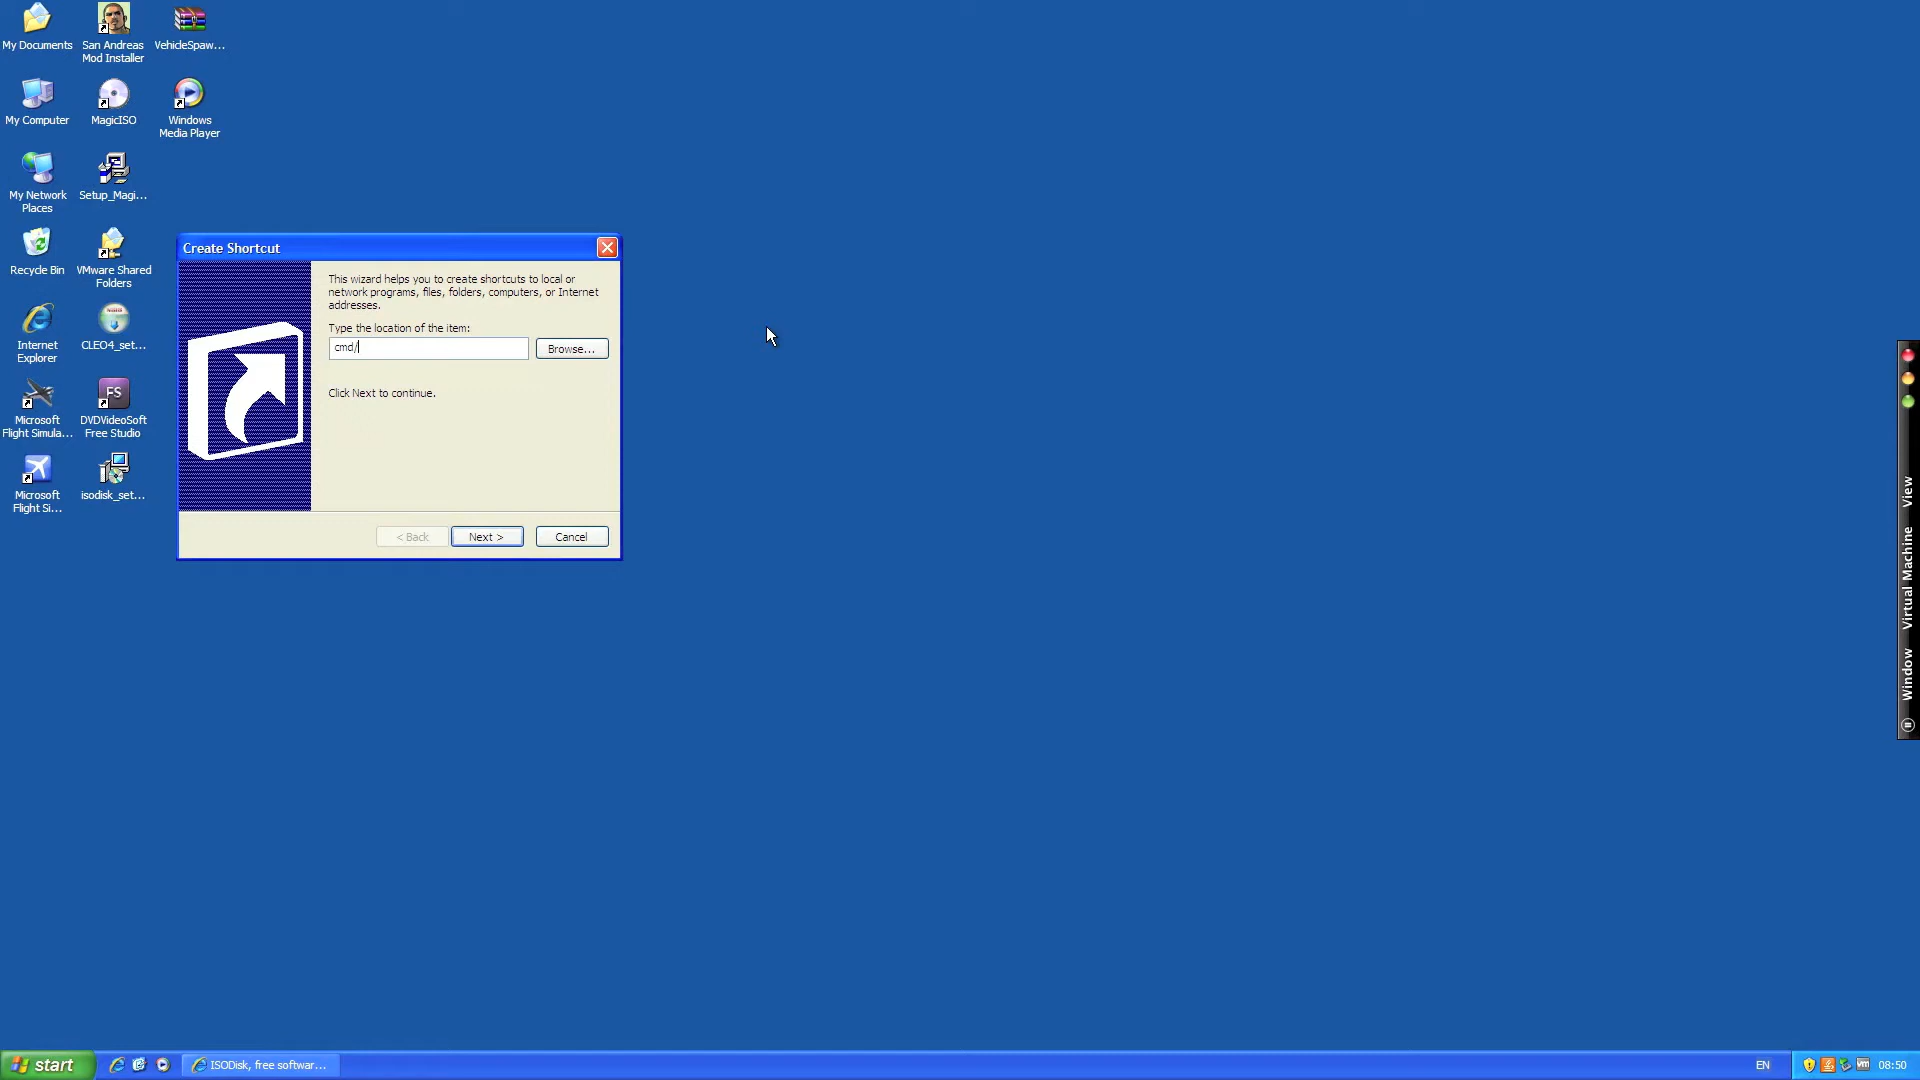 My Documents
San Andreas
Mod Installer
VehicleSpaw...
My Computer
MagicISO
Windows
Media Player
My Network
Places
Setup_Magi...
Recycle Bin
VMware Shared
Folders
Internet
Explorer
CLEO4_set...
Microsoft
Flight Simula...
FS
DVDVideoSoft
Free Studio
Microsoft
Flight Si...
isodisk_set...
Create Shortcut
This wizard helps you to create shortcuts to local or
network programs, files, folders, computers, or Internet
addresses.
Type the location of the item:
cmd/
Browse...
Click Next to continue.
< Back
Next >
Cancel
View
Virtual Machine
Window
start
ISODisk, free softwar...
EN
vm
08:50